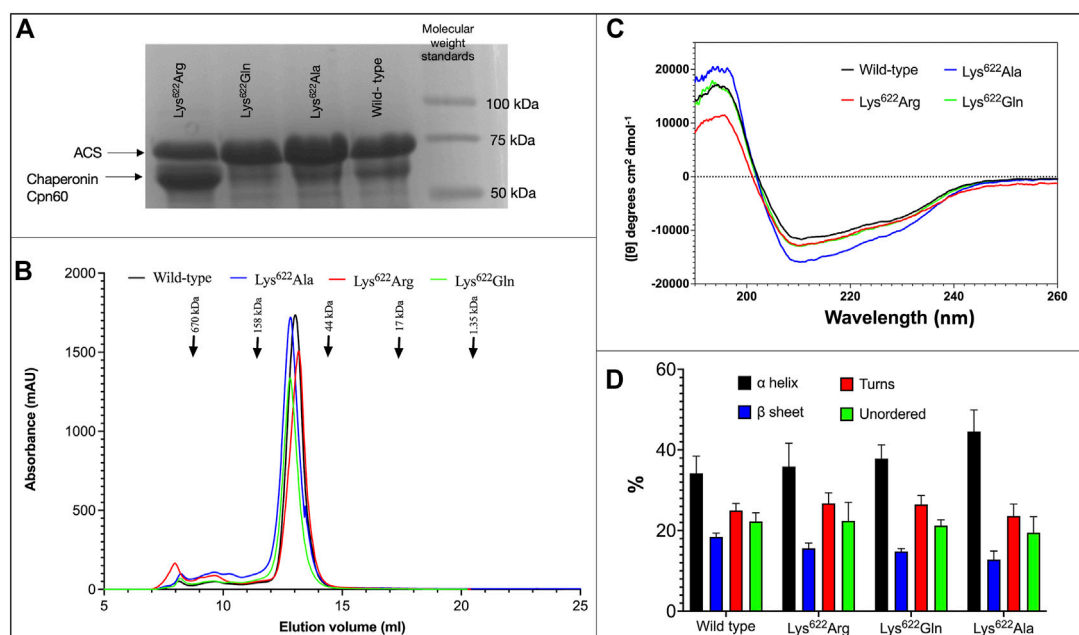 A
Molecular
weight
standards
Lys622Arg
Lys622Gln
Lys622Ala
Wild- type
100 kDa
75 kDa
50 kDa
ACS
Chaperonin
Cpn60
B
Wild-type
Lys622Ala
Lys622Arg
Lys622Gln
670 kDa
158 kDa
44 kDa
17 kDa
1.35 kDa
2000
1500
1000
500
0
Absorbance (mAU)
5 10 15 20 25
Elution volume (ml)
C
Wild-type
Lys622Ala
Lys622Arg
Lys622Gln
20000
10000
0
-10000
-20000
([θ] degrees cm2 dmol-1
200 220 240 260
Wavelength (nm)
D
α helix
Turns
β sheet
Unordered
60
40
20
0
%
Wild type
Lys622Arg
Lys622Gln
Lys622Ala